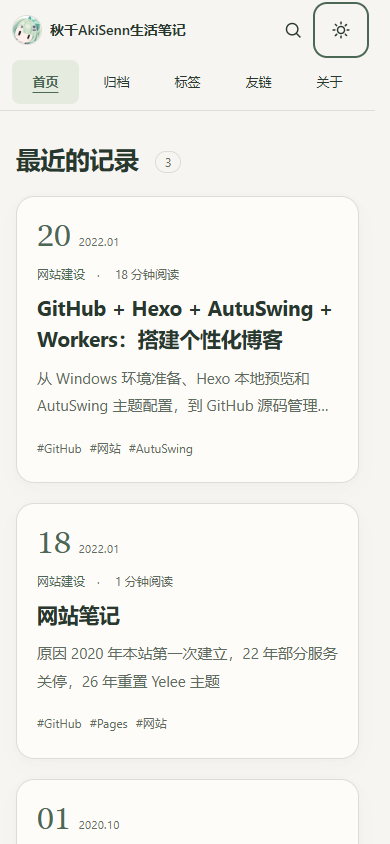 秋千AkiSenn生活笔记
首页 归档 标签 友链 关于
最近的记录 3
20 2022.01
网站建设 · 18 分钟阅读
GitHub + Hexo + AutuSwing +
Workers：搭建个性化博客
从 Windows 环境准备、Hexo 本地预览和
AutuSwing 主题配置，到 GitHub 源码管理...
#GitHub #网站 #AutuSwing
18 2022.01
网站建设 · 1 分钟阅读
网站笔记
原因 2020 年本站第一次建立，22 年部分服务
关停，26 年重置 Yelee 主题
#GitHub #Pages #网站
01 2020.10